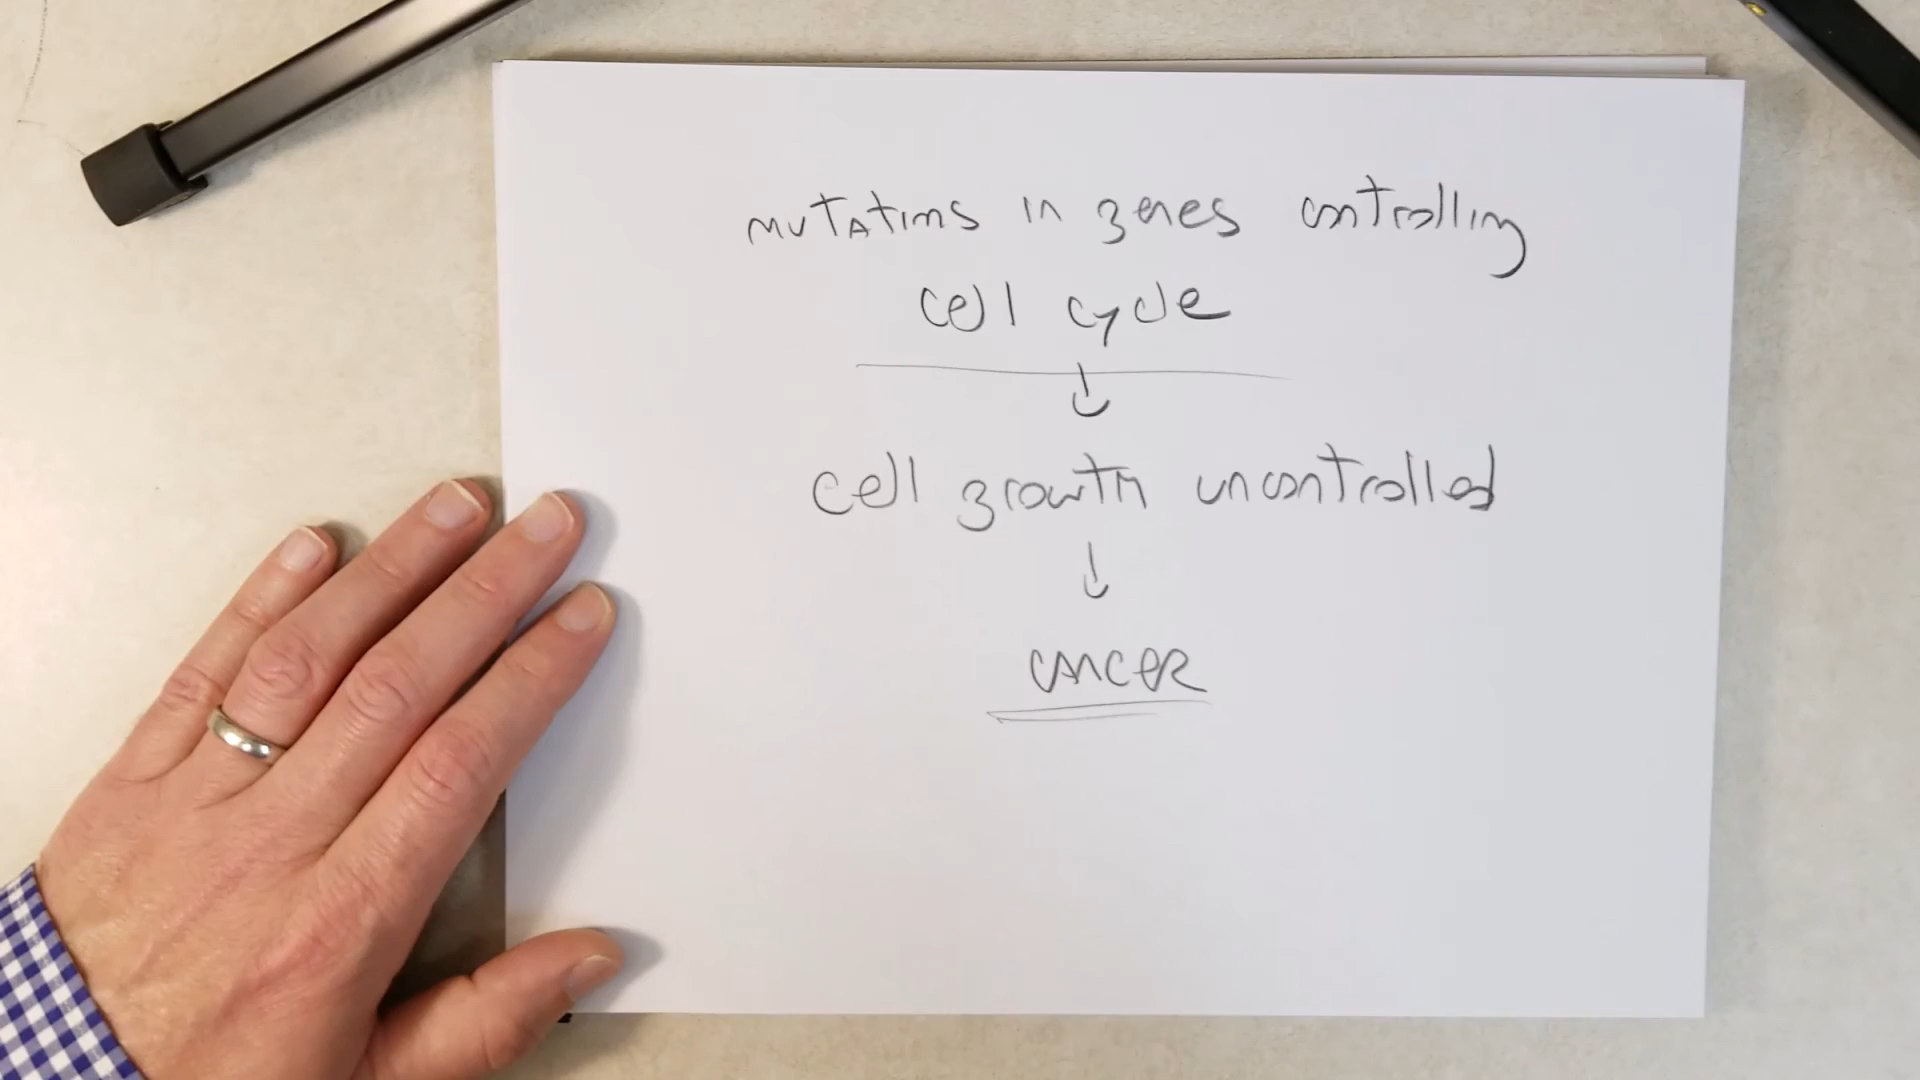 mutations in genes controlling
cell cycle
↓
cell growth uncontrolled
↓
cancer